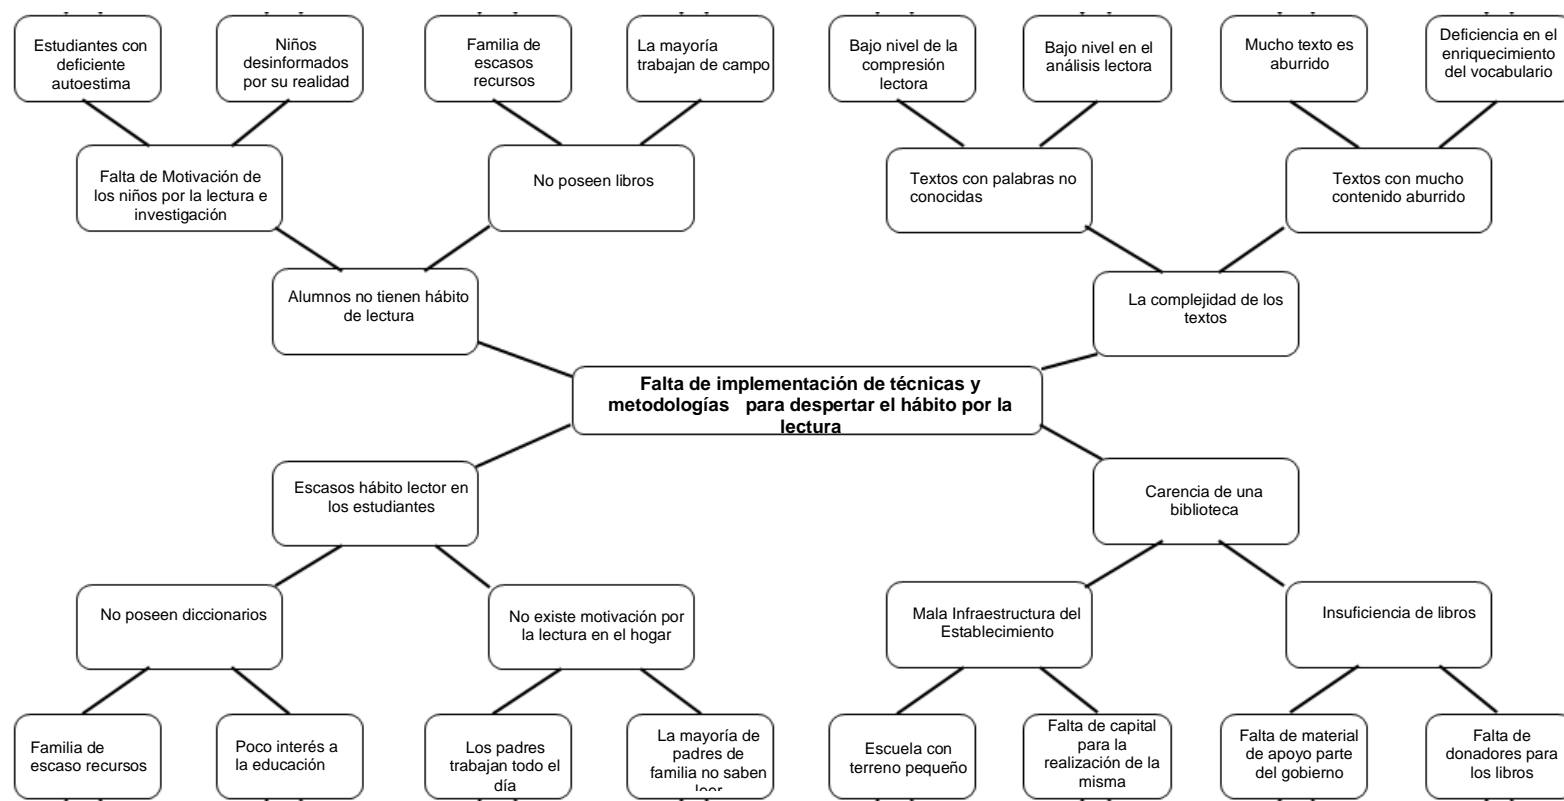 Estudiantes con
deficiente
autoestima
Niños
desinformados
por su realidad
Familia de
escasos
recursos
La mayoría
trabajan de campo
Bajo nivel de la
compresión
lectora
Bajo nivel en el
análisis lectora
Mucho texto es
aburrido
Deficiencia en el
enriquecimiento
del vocabulario
Falta de Motivación de
los niños por la lectura e
investigación
No poseen libros
Textos con palabras no
conocidas
Textos con mucho
contenido aburrido
Alumnos no tienen hábito
de lectura
La complejidad de los
textos
Falta de implementación de técnicas y
metodologías para despertar el hábito por la
lectura
Escasos hábito lector en
los estudiantes
Carencia de una
biblioteca
No poseen diccionarios
No existe motivación por
la lectura en el hogar
Mala Infraestructura del
Establecimiento
Insuficiencia de libros
Familia de
escaso recursos
Poco interés a
la educación
Los padres
trabajan todo el
día
La mayoría de
padres de
familia no saben
leer
Escuela con
terreno pequeño
Falta de capital
para la
realización de la
misma
Falta de material
de apoyo parte
del gobierno
Falta de
donadores para
los libros